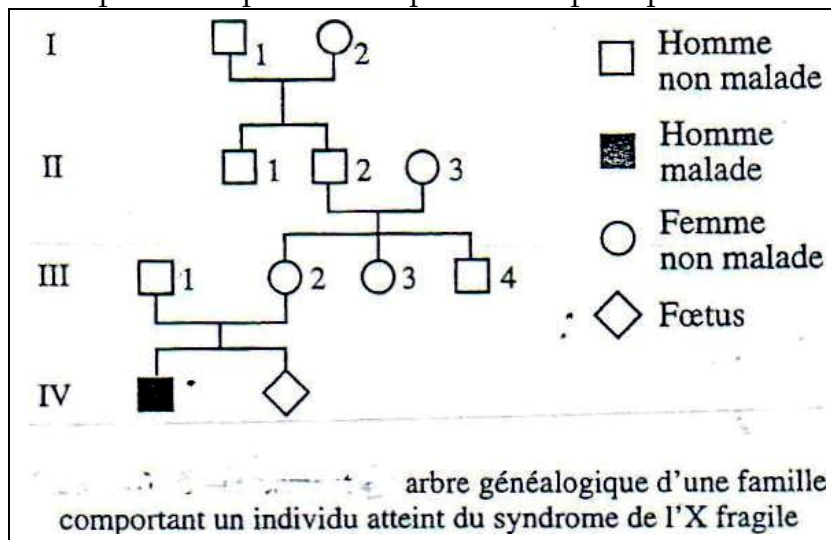 I
1
2
Homme
non malade
II
1
2
3
Homme
malade
Femme
non malade
III
1
2
3
4
Fœtus
IV
arbre généalogique d'une famille
comportant un individu atteint du syndrome de l'X fragile